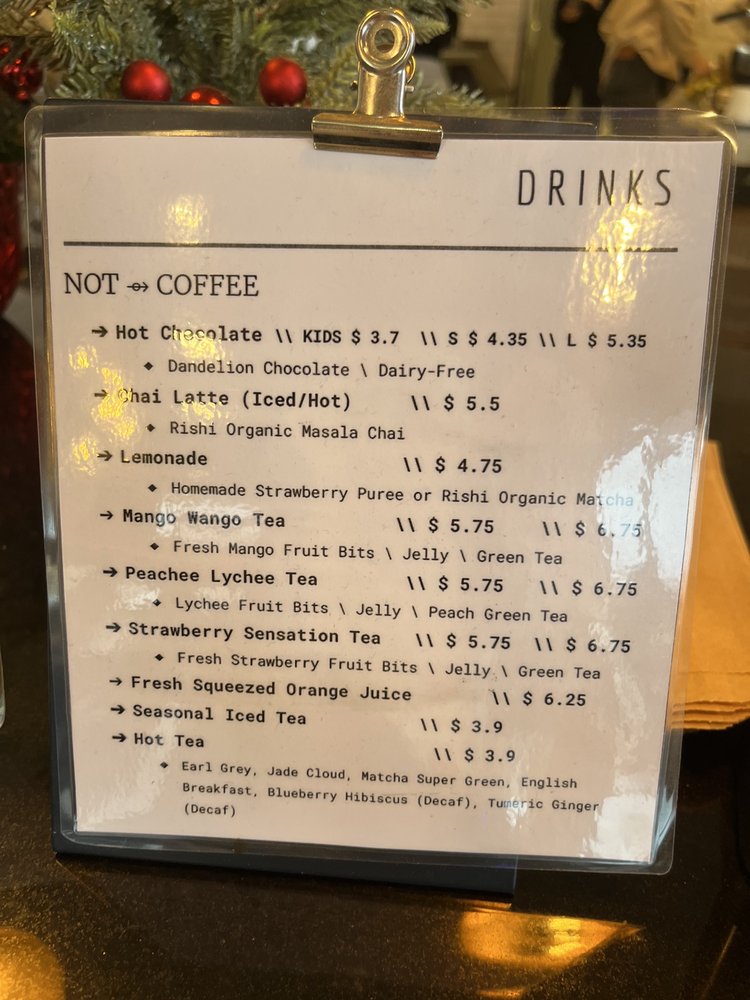 DRINKS
NOT ⇴ COFFEE
➔ Hot Chocolate \\ KIDS $ 3.7 \\ S $ 4.35 \\ L $ 5.35
◆ Dandelion Chocolate \ Dairy-Free
➔ Chai Latte (Iced/Hot) \\ $ 5.5
◆ Rishi Organic Masala Chai
➔ Lemonade \\ $ 4.75
◆ Homemade Strawberry Puree or Rishi Organic Matcha
➔ Mango Wango Tea \\ $ 5.75 \\ $ 6.75
◆ Fresh Mango Fruit Bits \ Jelly \ Green Tea
➔ Peachee Lychee Tea \\ $ 5.75 \\ $ 6.75
◆ Lychee Fruit Bits \ Jelly \ Peach Green Tea
➔ Strawberry Sensation Tea \\ $ 5.75 \\ $ 6.75
◆ Fresh Strawberry Fruit Bits \ Jelly \ Green Tea
➔ Fresh Squeezed Orange Juice \\ $ 6.25
➔ Seasonal Iced Tea \\ $ 3.9
➔ Hot Tea \\ $ 3.9
◆ Earl Grey, Jade Cloud, Matcha Super Green, English
Breakfast, Blueberry Hibiscus (Decaf), Tumeric Ginger
(Decaf)